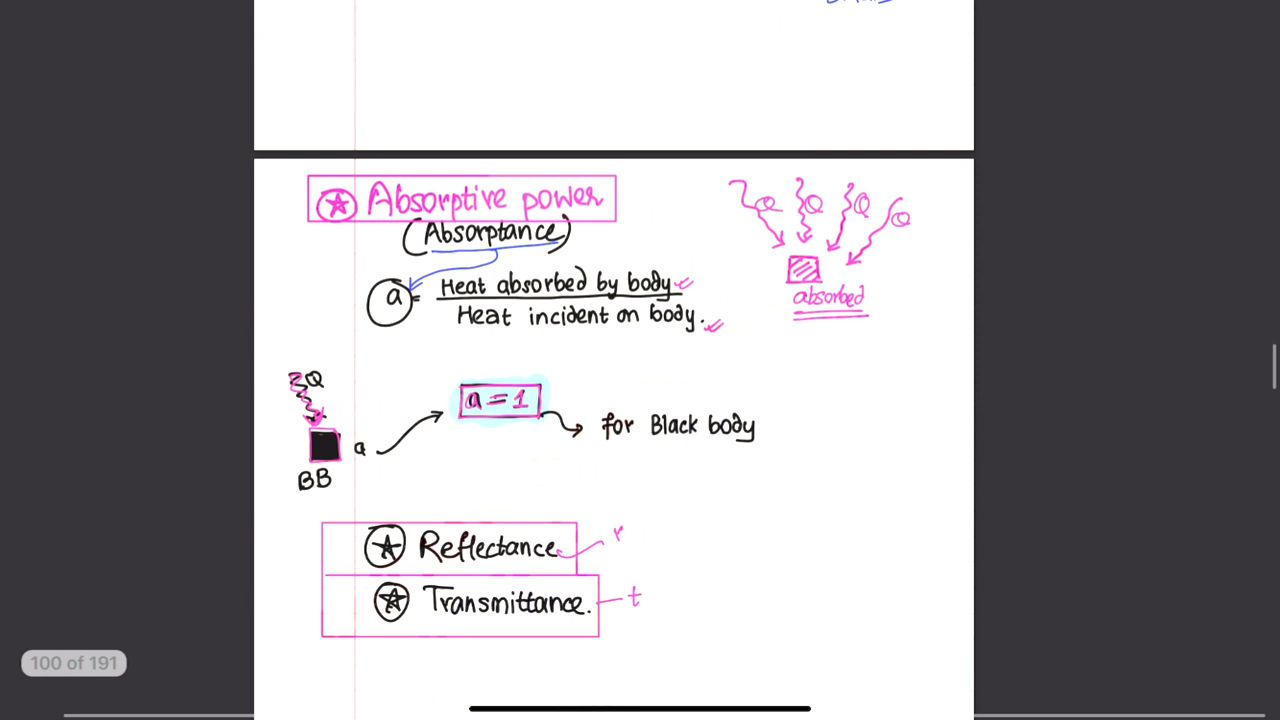 Absorptive power
(Absorptance)
a = Heat absorbed by body
Heat incident on body.
Q Q Q Q
absorbed
Q
a = 1
for Black body
a
BB
Reflectance r
Transmittance. t
100 of 191